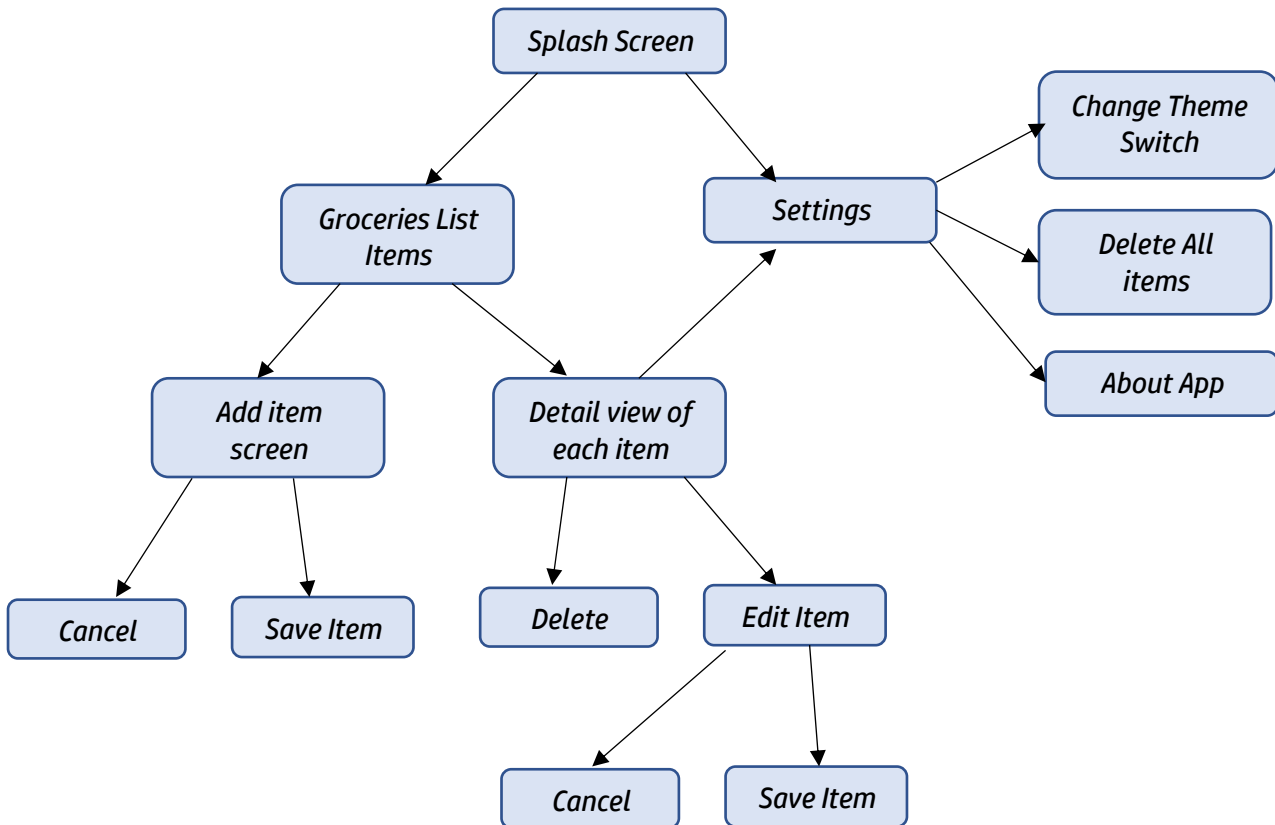 Splash Screen
Change Theme
Switch
Groceries List
Items
Settings
Delete All
items
About App
Add item
screen
Detail view of
each item
Cancel
Save Item
Delete
Edit Item
Cancel
Save Item